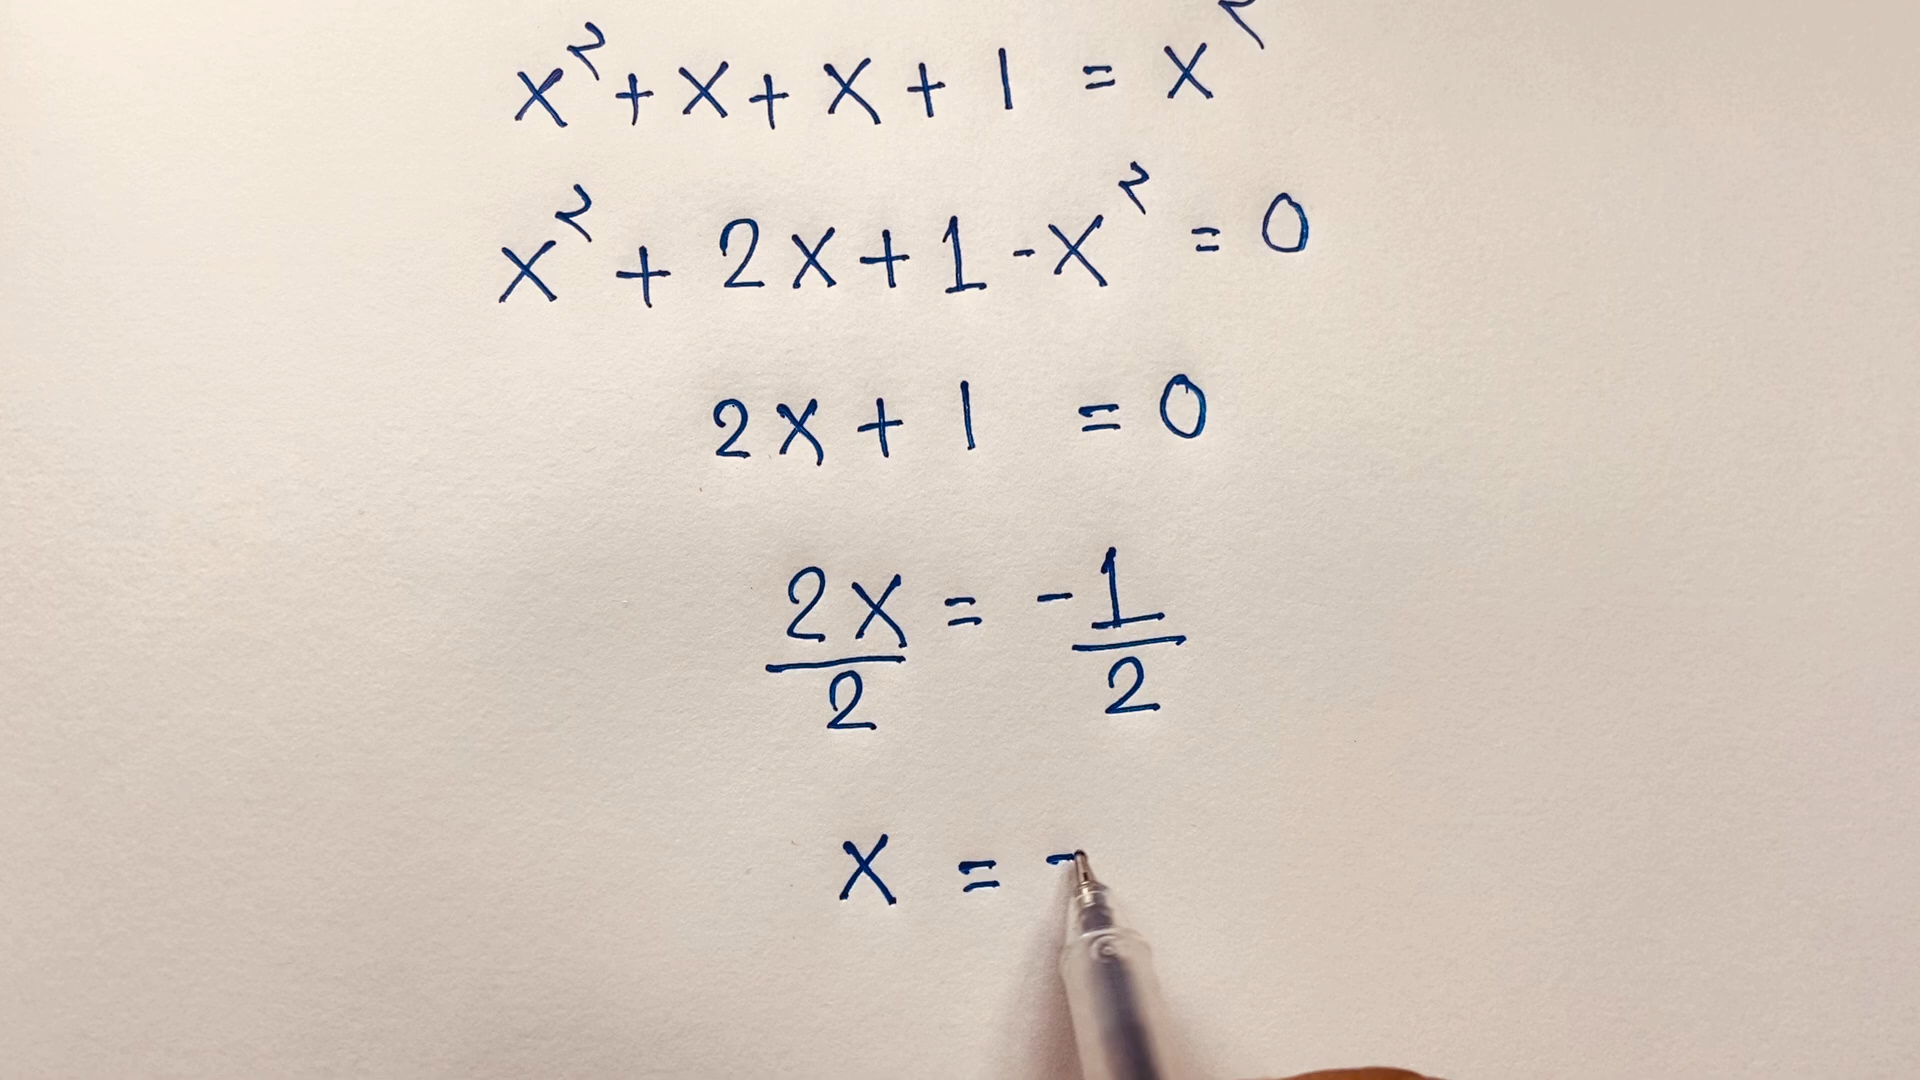 x² + x + x + 1 = x²
x² + 2x + 1 - x² = 0
2x + 1 = 0
2x/2 = -1/2
x = -